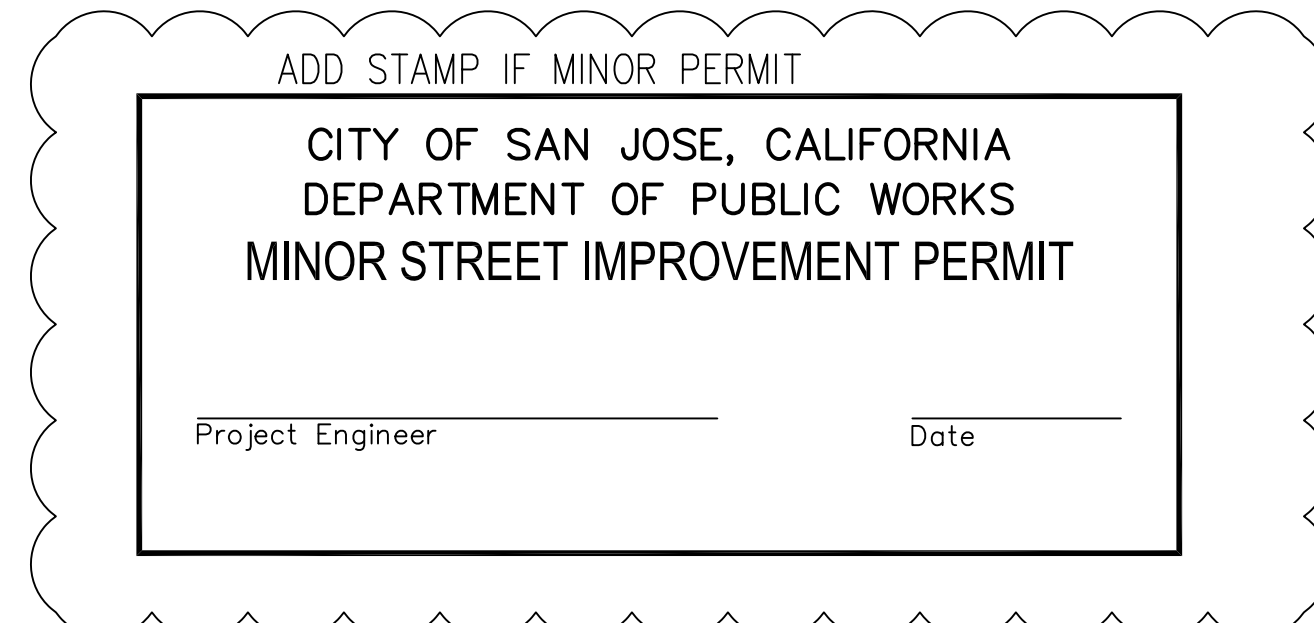 ADD STAMP IF MINOR PERMIT
CITY OF SAN JOSE, CALIFORNIA
DEPARTMENT OF PUBLIC WORKS
MINOR STREET IMPROVEMENT PERMIT
Project Engineer Date